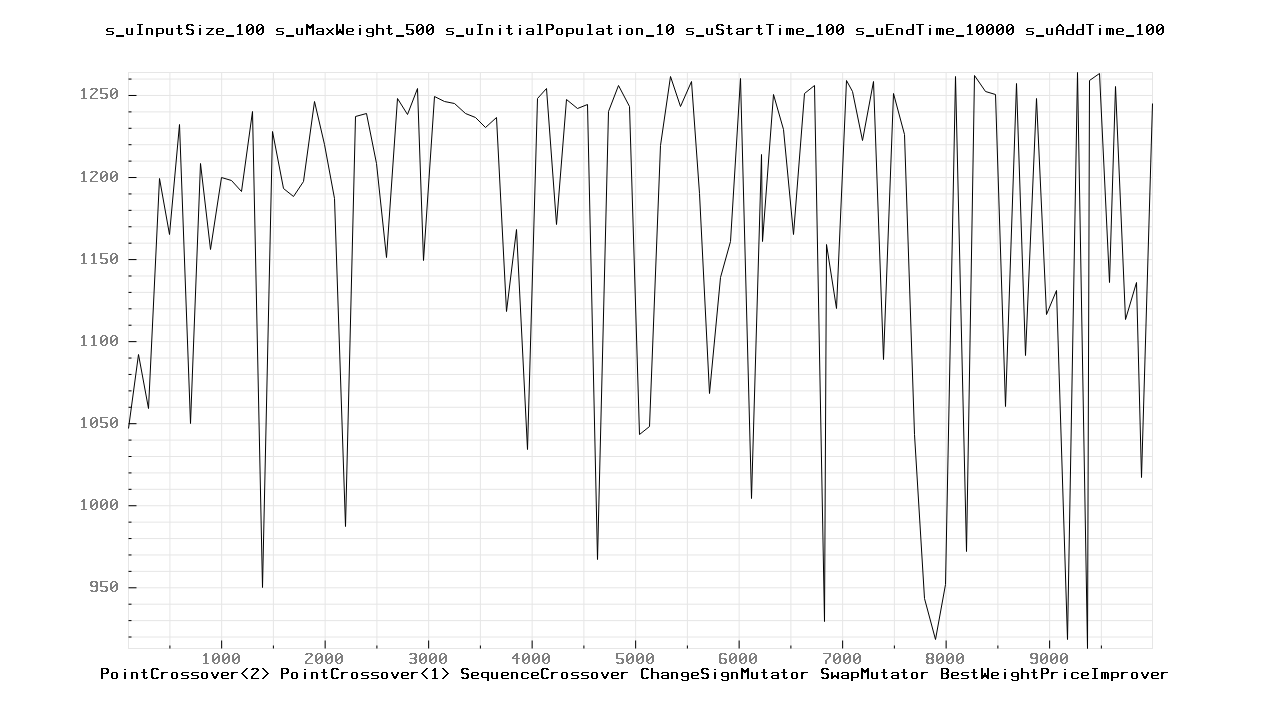 s_uInputSize_100 s_uMaxWeight_500 s_uInitialPopulation_10 s_uStartTime_100 s_uEndTime_10000 s_uAddTime_100
1250
1200
1150
1100
1050
1000
950
1000 2000 3000 4000 5000 6000 7000 8000 9000
PointCrossover<2> PointCrossover<1> SequenceCrossover ChangeSignMutator SwapMutator BestWeightPriceImprover